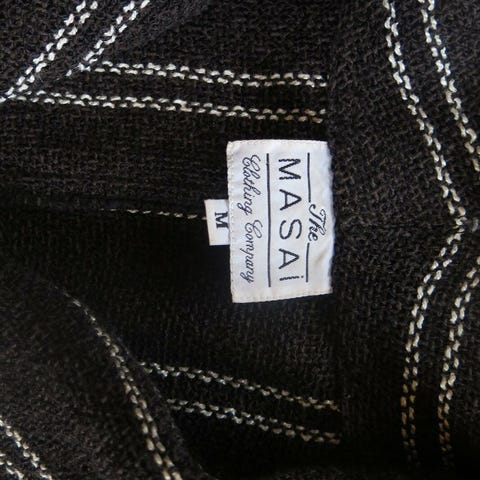 The
MASAi
Clothing Company
M